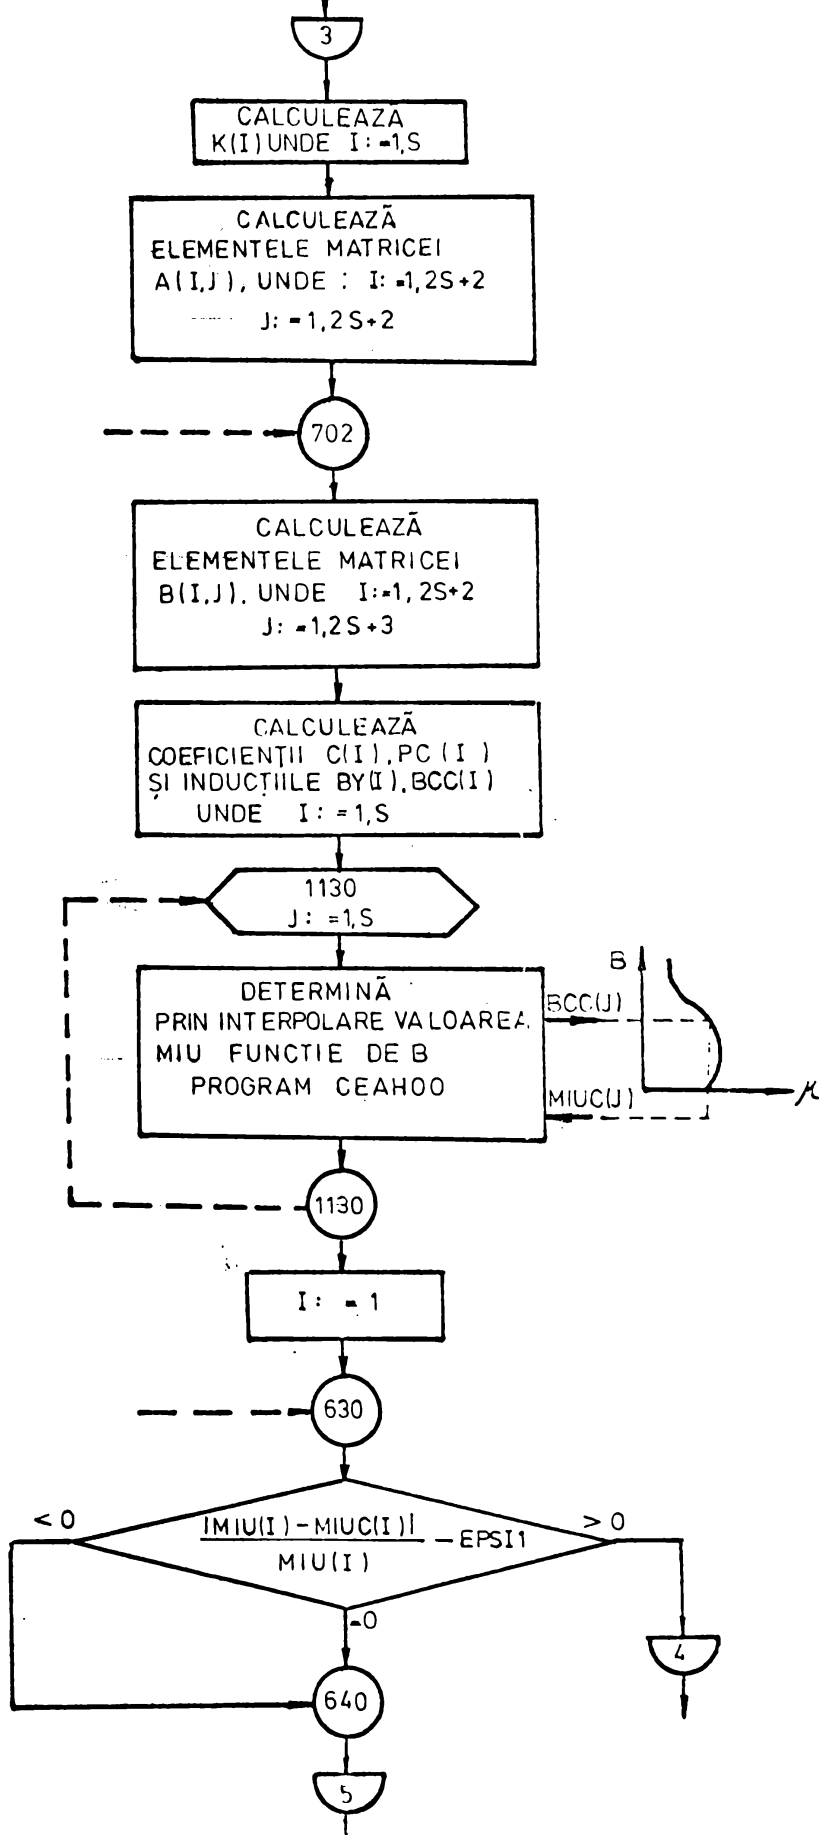 3
CALCULEAZĂ
K(I) UNDE I: =1,S
CALCULEAZĂ
ELEMENTELE MATRICEI
A(I,J), UNDE : I: =1,2S+2
J: =1,2S+2
702
CALCULEAZĂ
ELEMENTELE MATRICEI
B(I,J). UNDE I:=1, 2S+2
J: =1,2S+3
CALCULEAZĂ
COEFICIENȚII C(I),PC(I)
ȘI INDUCȚIILE BY(I),BCC(I)
UNDE I: =1,S
1130
J: =1,S
DETERMINĂ
PRIN INTERPOLARE VALOAREA
MIU FUNCTIE DE B
PROGRAM CEAHOO
B
BCC(J)
MIUC(J)
μ
1130
I: = 1
630
<0
|MIU(I) - MIUC(I)|
MIU(I)
- EPSI1
>0
=0
4
640
5